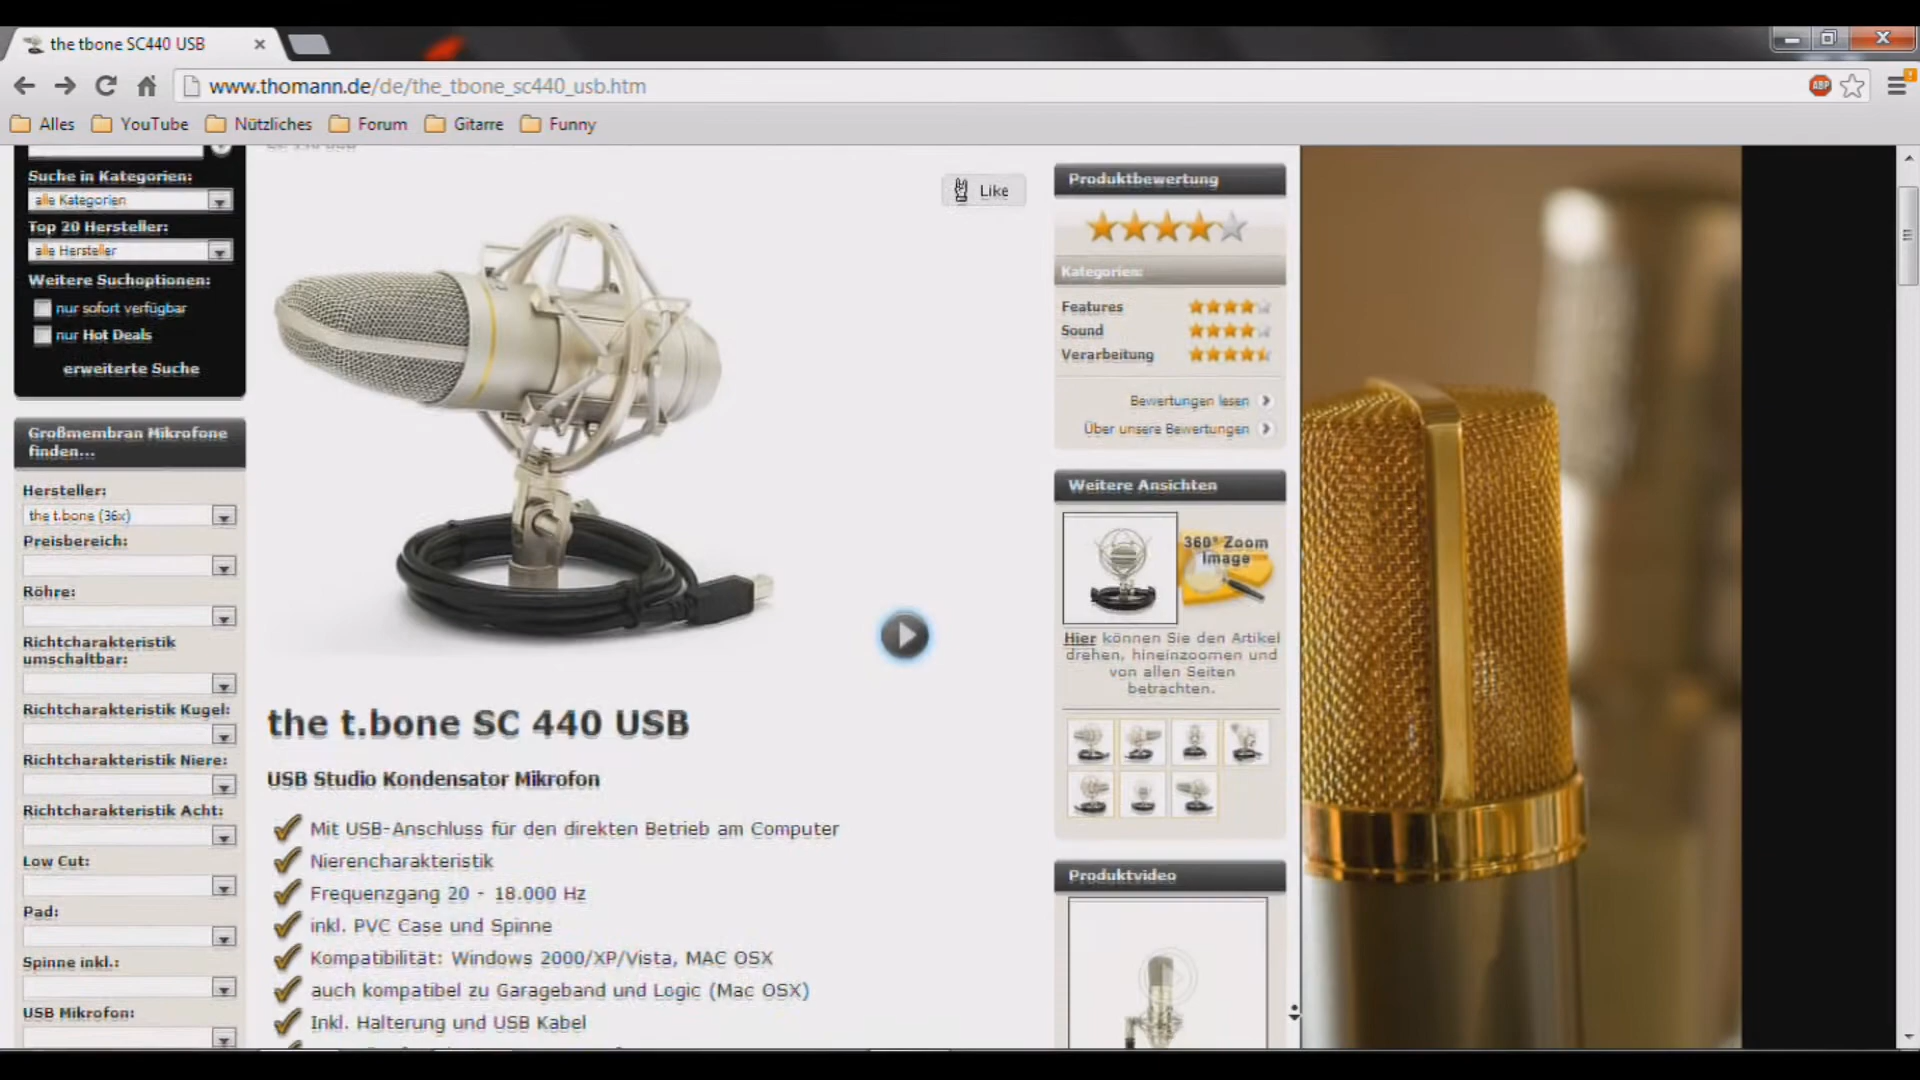 the tbone SC440 USB
www.thomann.de/de/the_tbone_sc440_usb.htm
ABP
Alles
YouTube
Nützliches
Forum
Gitarre
Funny
Suche in Kategorien:
alle Kategorien
Top 20 Hersteller:
alle Hersteller
Weitere Suchoptionen:
nur sofort verfügbar
nur Hot Deals
erweiterte Suche
Großmembran Mikrofone
finden...
Hersteller:
the t.bone (36x)
Preisbereich:
Röhre:
Richtcharakteristik
umschaltbar:
Richtcharakteristik Kugel:
Richtcharakteristik Niere:
Richtcharakteristik Acht:
Low Cut:
Pad:
Spinne inkl.:
USB Mikrofon:
Like
the t.bone SC 440 USB
USB Studio Kondensator Mikrofon
Mit USB-Anschluss für den direkten Betrieb am Computer
Nierencharakteristik
Frequenzgang 20 - 18.000 Hz
inkl. PVC Case und Spinne
Kompatibilität: Windows 2000/XP/Vista, MAC OSX
auch kompatibel zu Garageband und Logic (Mac OSX)
Inkl. Halterung und USB Kabel
Produktbewertung
Kategorien:
Features
Sound
Verarbeitung
Bewertungen lesen
Über unsere Bewertungen
Weitere Ansichten
360° Zoom
Image
Hier können Sie den Artikel
drehen, hineinzoomen und
von allen Seiten
betrachten.
Produktvideo